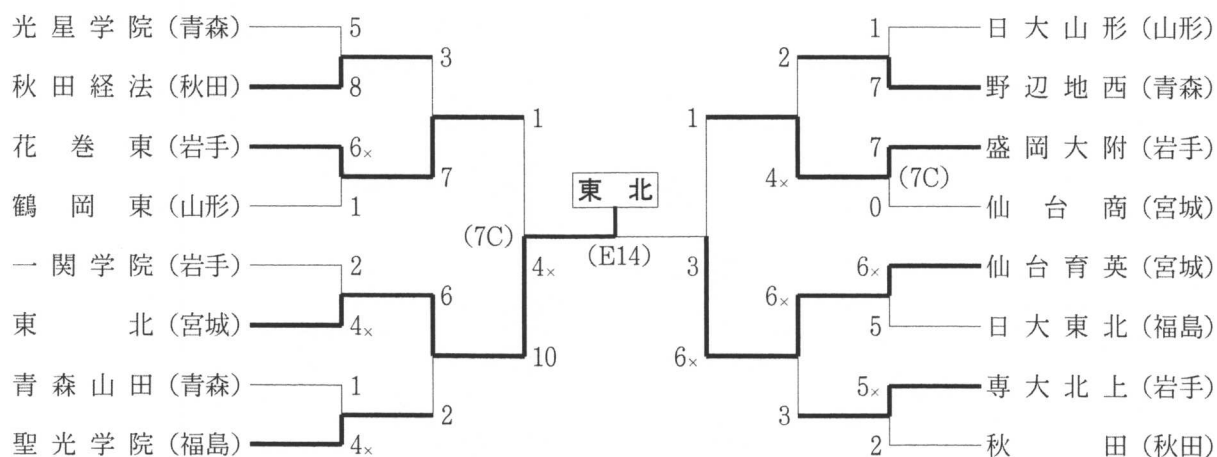 光星学院(青森) 5
秋田経法(秋田) 8
花巻東(岩手) 6×
鶴岡東(山形) 1
一関学院(岩手) 2
東北(宮城) 4×
青森山田(青森) 1
聖光学院(福島) 4×
3
7
6
2
1
(7C)
10
東北
4×
(E14)
3
1
6×
2
4×
6×
3
1 日大山形(山形)
7 野辺地西(青森)
7 盛岡大附(岩手)
(7C)
0 仙台商(宮城)
6× 仙台育英(宮城)
5 日大東北(福島)
5× 専大北上(岩手)
2 秋田(秋田)